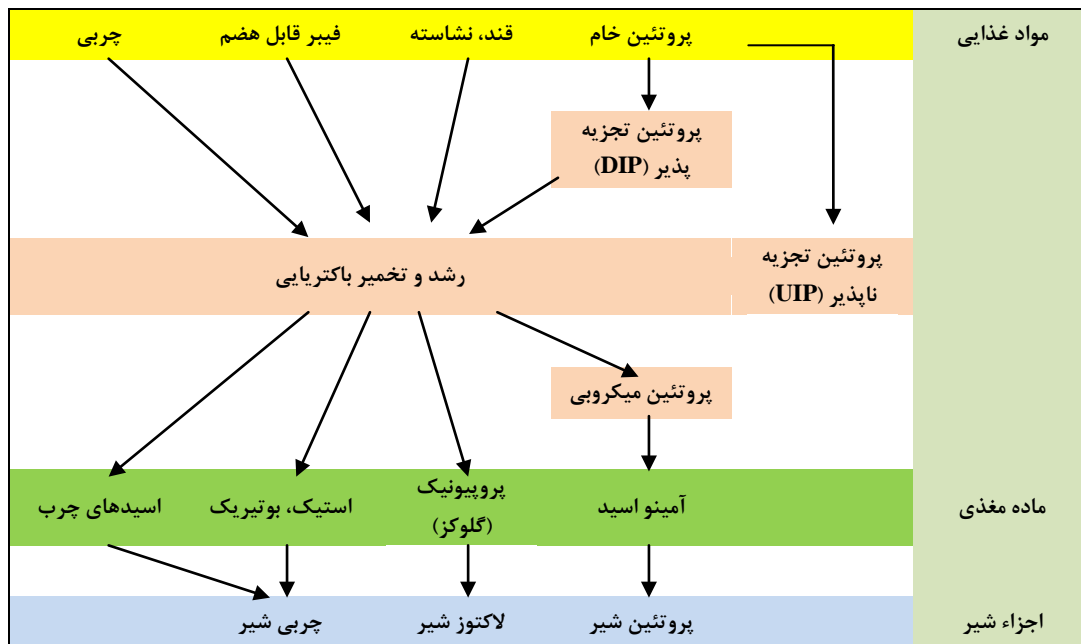 مواد غذایی
پروتئین خام
قند، نشاسته
فیبر قابل هضم
چربی
پروتئین تجزیه
پذیر (DIP)
پروتئین تجزیه
ناپذیر (UIP)
رشد و تخمیر باکتریایی
پروتئین میکروبی
ماده مغذی
آمینو اسید
پروپیونیک
(گلوکز)
استیک، بوتیریک
اسیدهای چرب
اجزاء شیر
پروتئین شیر
لاکتوز شیر
چربی شیر